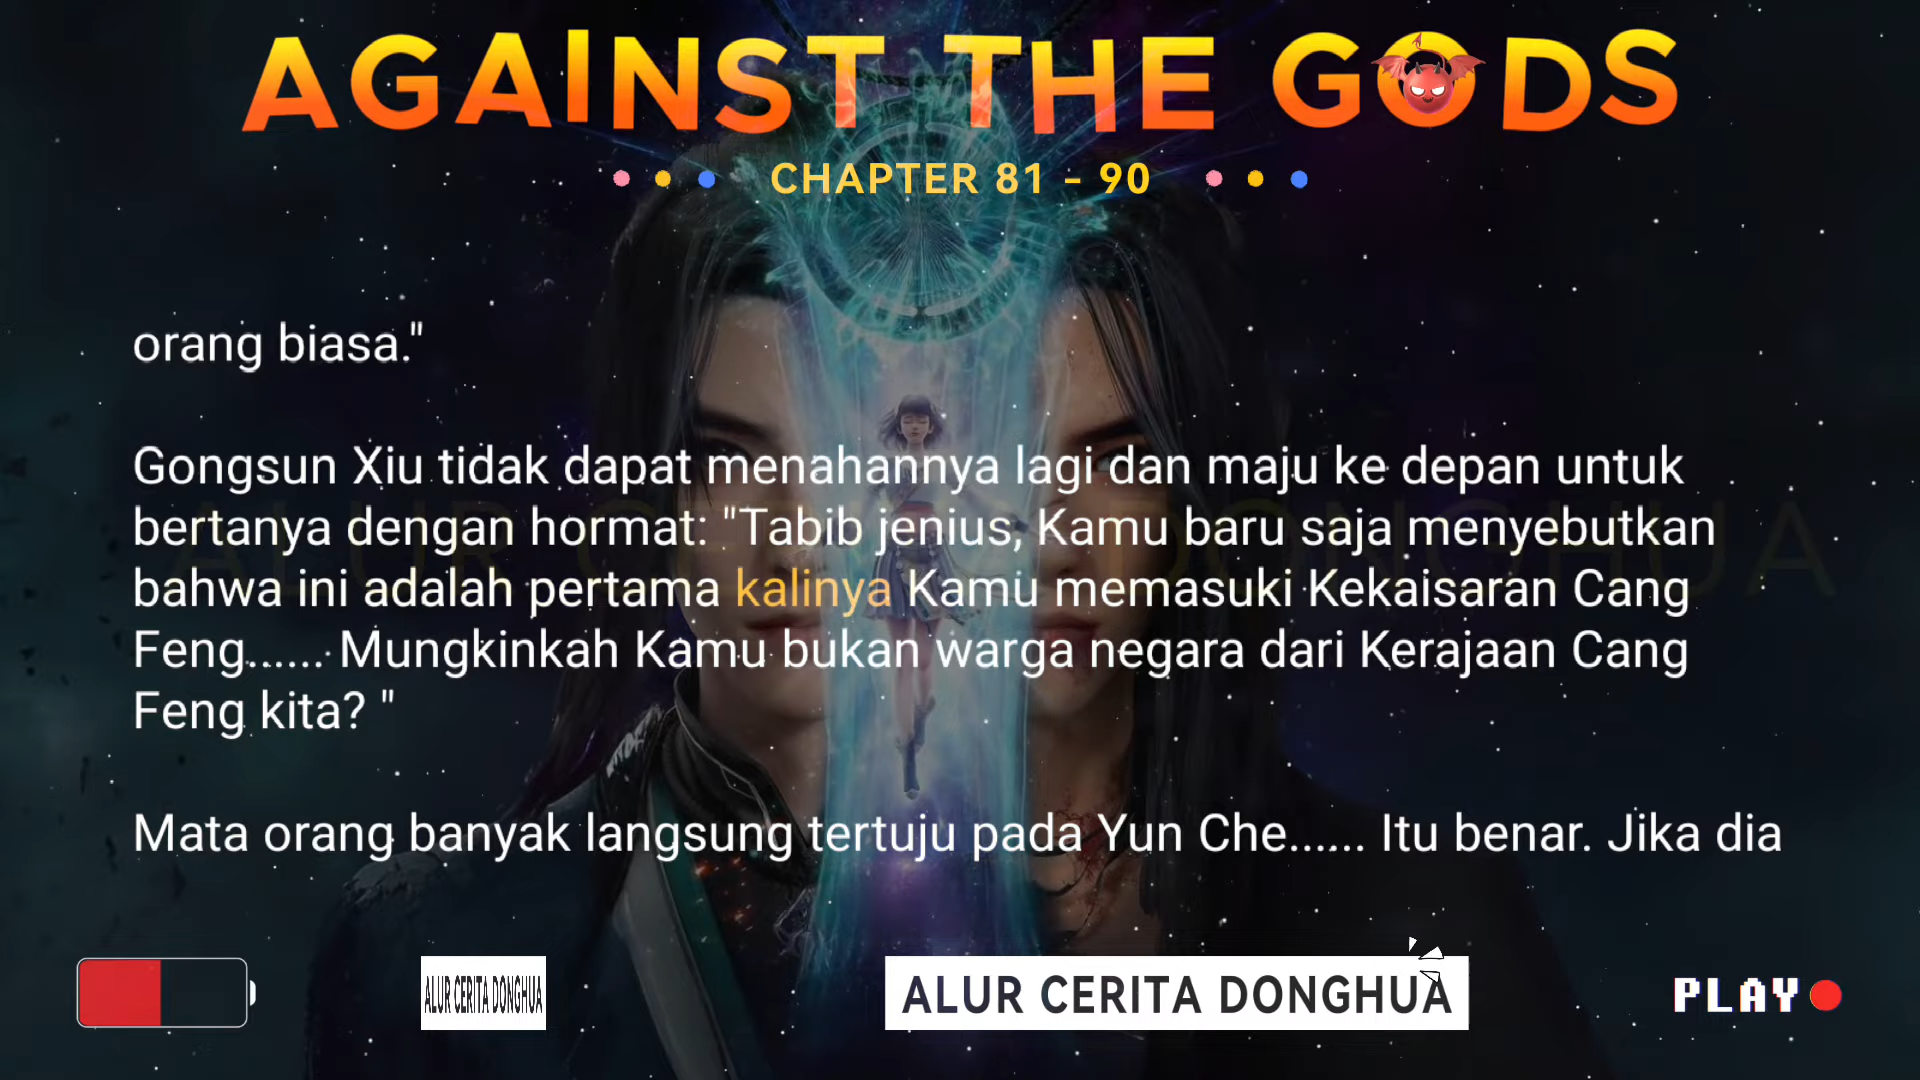 AGAINST THE GODS
CHAPTER 81 - 90
orang biasa."
Gongsun Xiu tidak dapat menahannya lagi dan maju ke depan untuk
bertanya dengan hormat: "Tabib jenius, Kamu baru saja menyebutkan
bahwa ini adalah pertama kalinya Kamu memasuki Kekaisaran Cang
Feng...... Mungkinkah Kamu bukan warga negara dari Kerajaan Cang
Feng kita? "
Mata orang banyak langsung tertuju pada Yun Che...... Itu benar. Jika dia
ALUR CERITA DONGHUA
ALUR CERITA DONGHUA
ALUR CERITA DONGHUA
PLAY